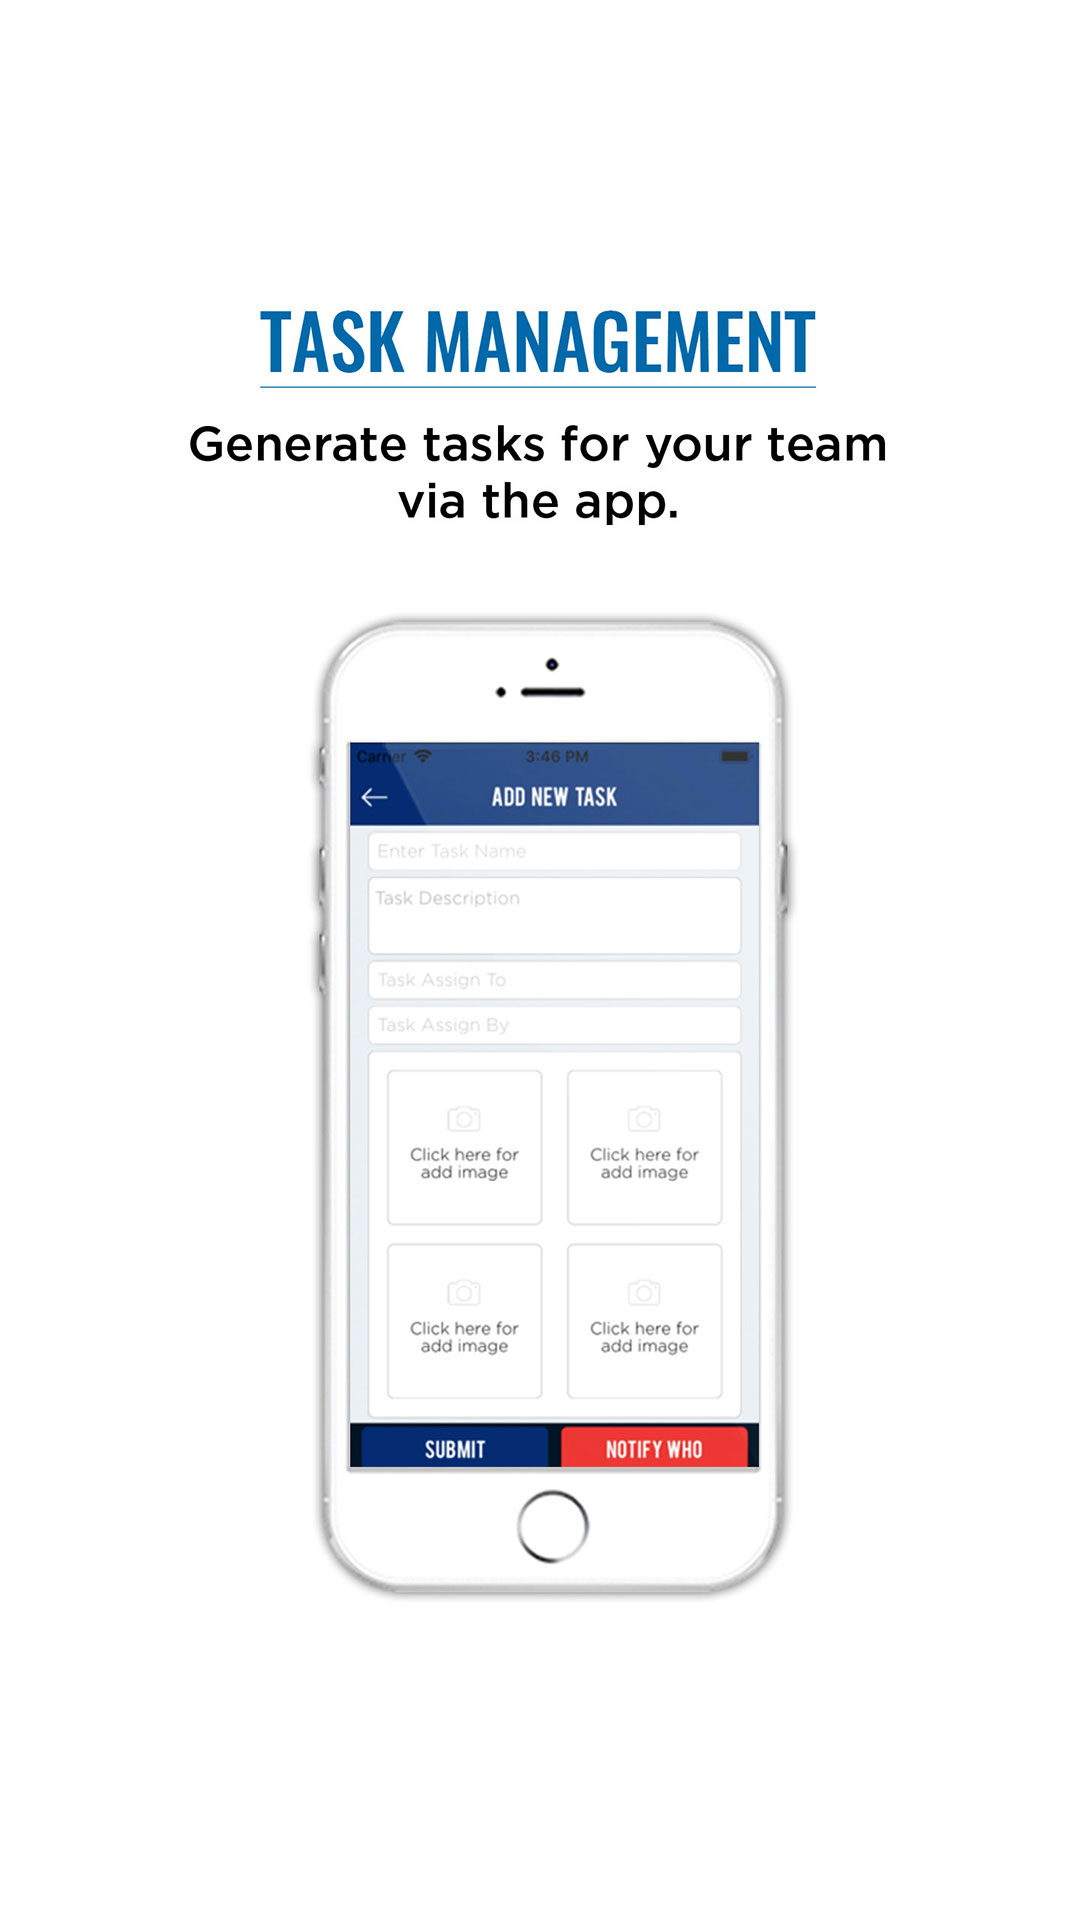 TASK MANAGEMENT
Generate tasks for your team
via the app.
Carrier 3:46 PM
ADD NEW TASK
Enter Task Name
Task Description
Task Assign To
Task Assign By
Click here for
add image
Click here for
add image
Click here for
add image
Click here for
add image
SUBMIT
NOTIFY WHO